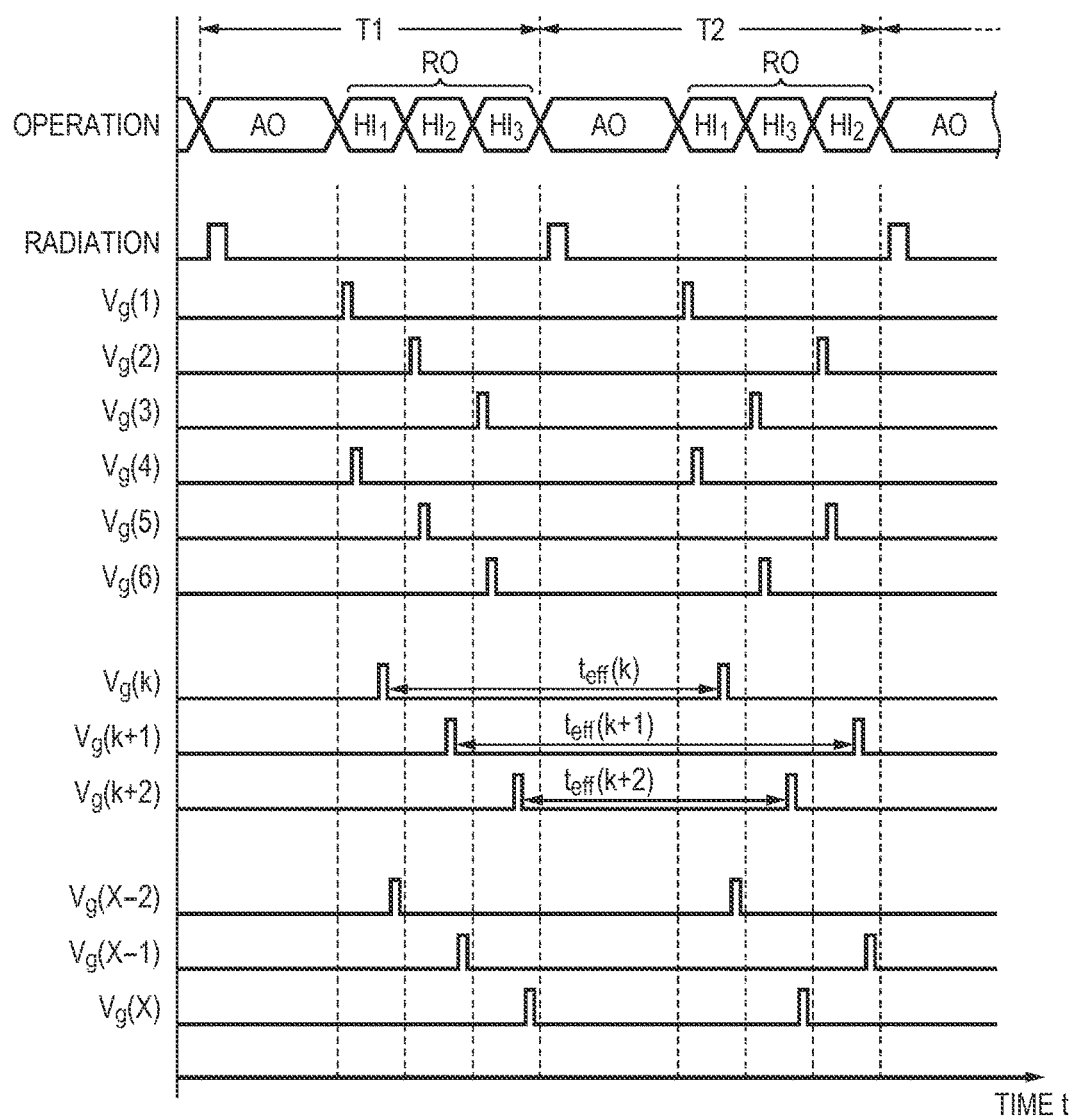 T1 T2
RO RO
OPERATION AO HI1 HI2 HI3 AO HI1 HI3 HI2 AO
RADIATION
Vg(1)
Vg(2)
Vg(3)
Vg(4)
Vg(5)
Vg(6)
Vg(k) teff(k)
Vg(k+1) teff(k+1)
Vg(k+2) teff(k+2)
Vg(X−2)
Vg(X−1)
Vg(X)
TIME t